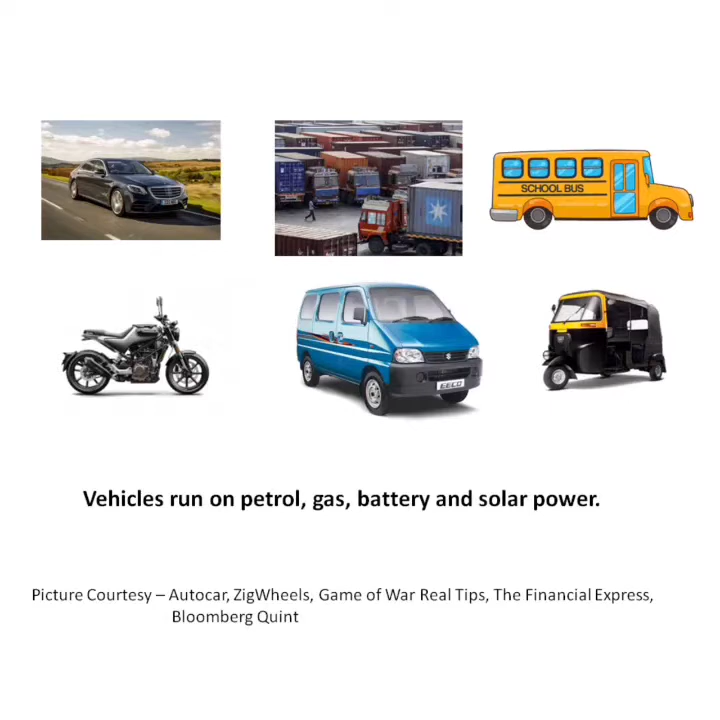 SCHOOL BUS
EECO
Vehicles run on petrol, gas, battery and solar power.
Picture Courtesy – Autocar, ZigWheels, Game of War Real Tips, The Financial Express,
Bloomberg Quint